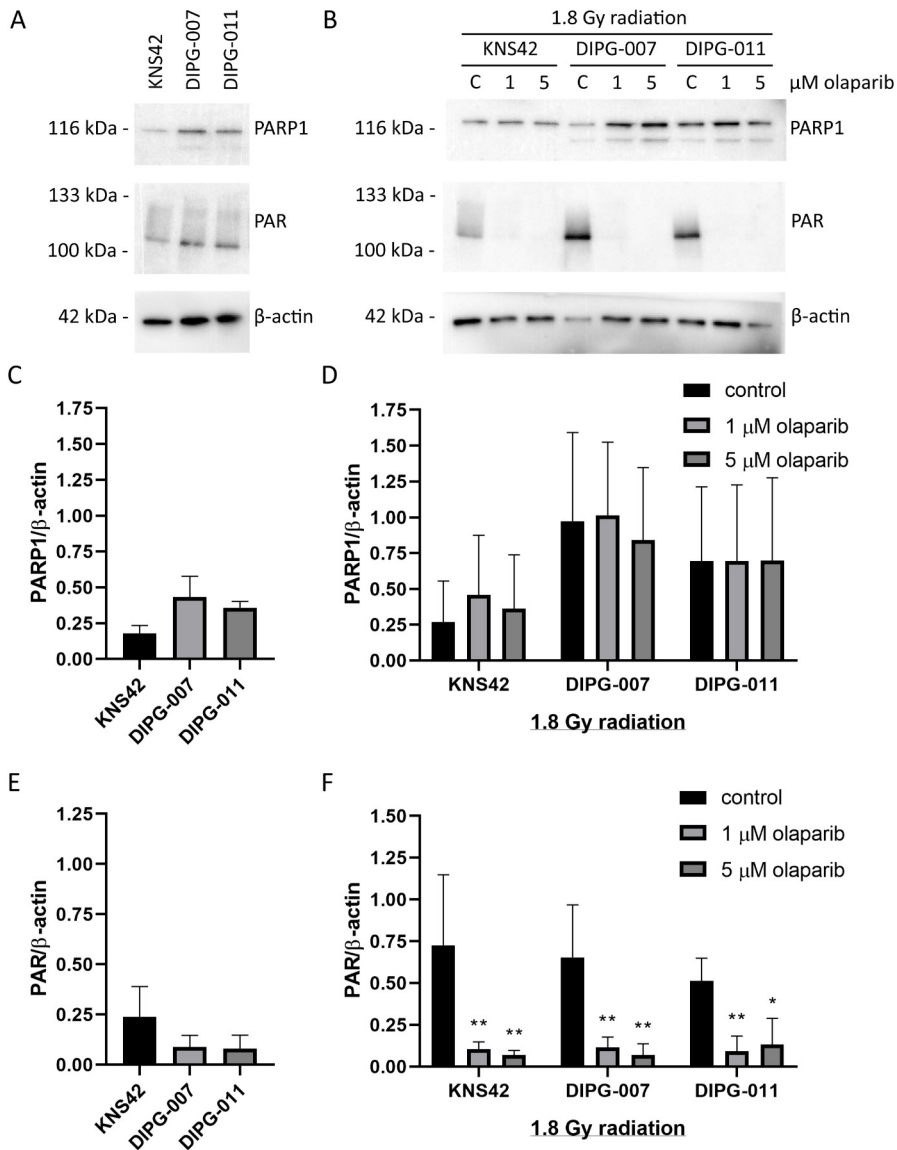 A
KNS42
DIPG-007
DIPG-011
116 kDa -
PARP1
133 kDa -
PAR
100 kDa -
42 kDa -
β-actin
B
1.8 Gy radiation
KNS42 DIPG-007 DIPG-011
C 1 5 C 1 5 C 1 5 μM olaparib
116 kDa -
PARP1
133 kDa -
PAR
100 kDa -
42 kDa -
β-actin
C
PARP1/β-actin
1.75
1.50
1.25
1.00
0.75
0.50
0.25
0.00
KNS42
DIPG-007
DIPG-011
D
control
1 μM olaparib
5 μM olaparib
PARP1/β-actin
1.75
1.50
1.25
1.00
0.75
0.50
0.25
0.00
KNS42 DIPG-007 DIPG-011
1.8 Gy radiation
E
PAR/β-actin
1.25
1.00
0.75
0.50
0.25
0.00
KNS42
DIPG-007
DIPG-011
F
control
1 μM olaparib
5 μM olaparib
PAR/β-actin
1.50
1.25
1.00
0.75
0.50
0.25
0.00
** ** ** ** ** *
KNS42 DIPG-007 DIPG-011
1.8 Gy radiation